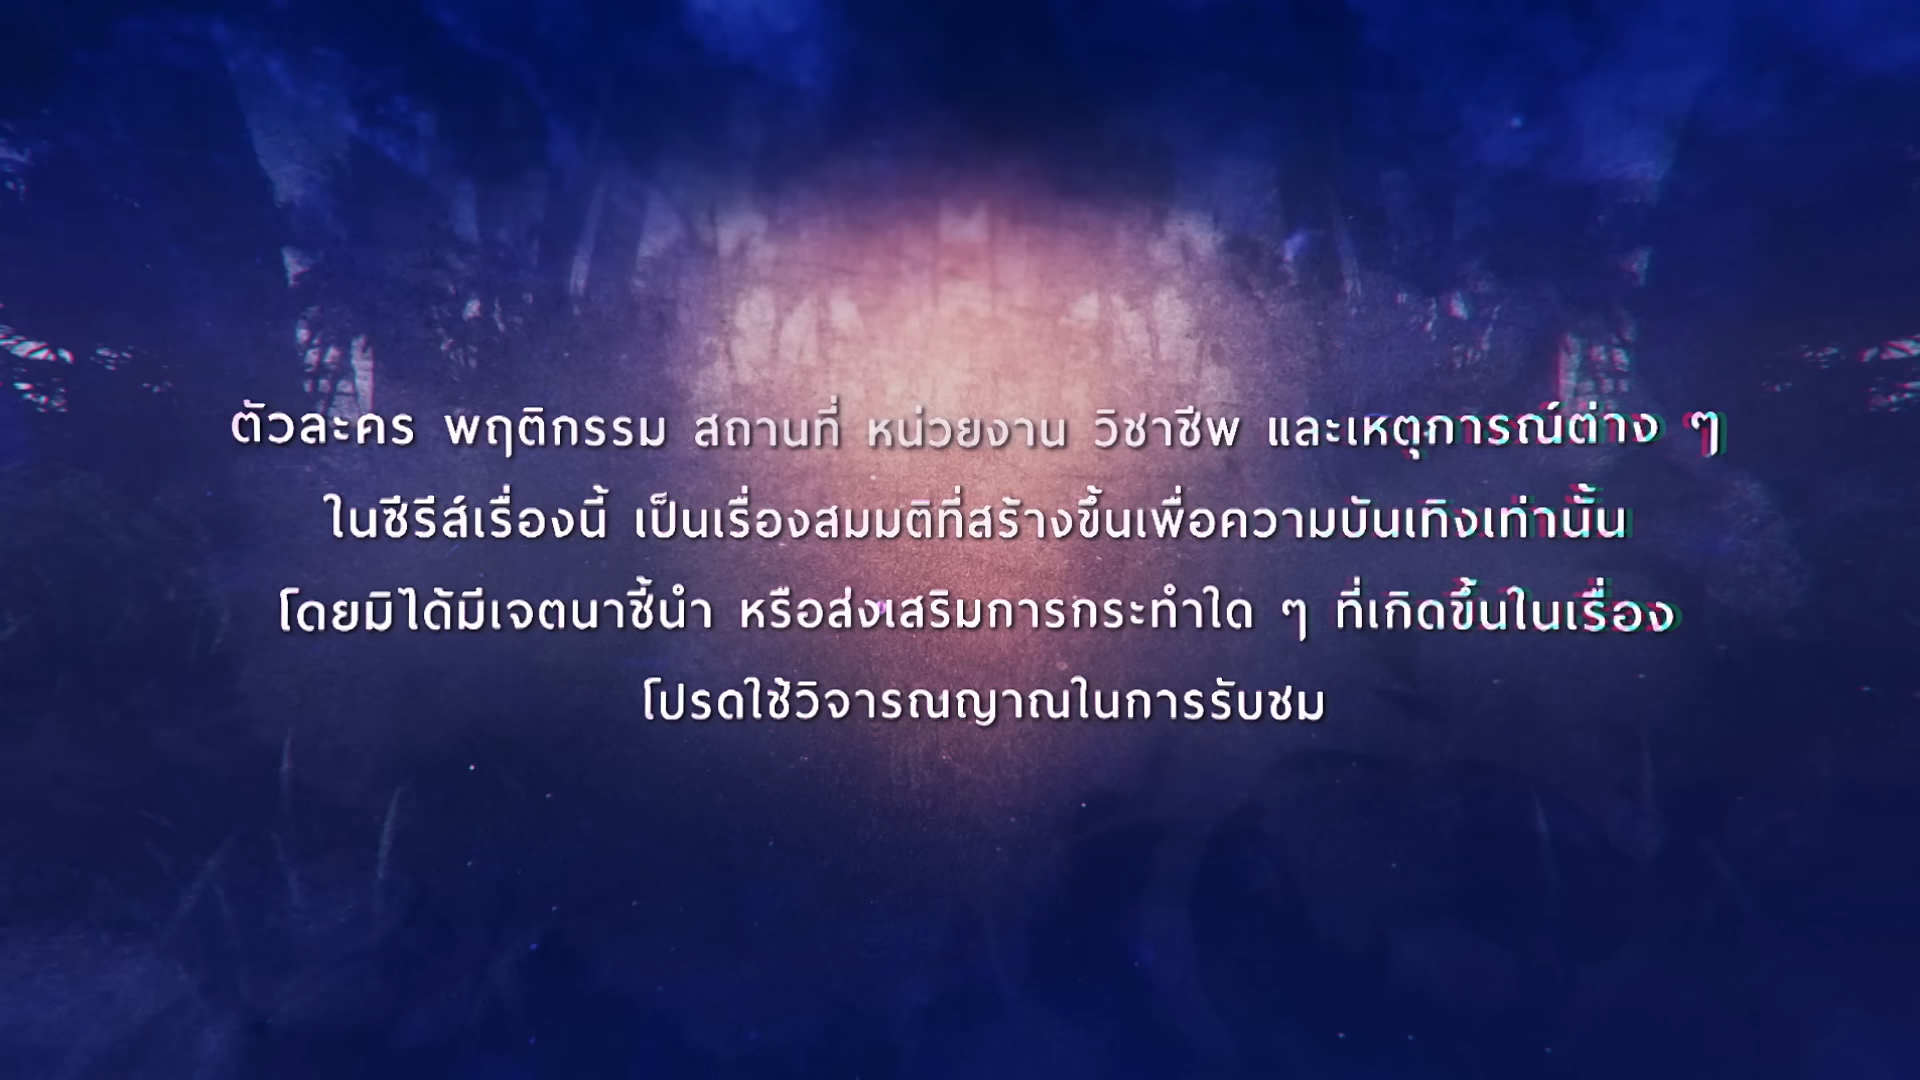 ตัวละคร พฤติกรรม สถานที่ หน่วยงาน วิชาชีพ และเหตุการณ์ต่าง ๆ
ในซีรีส์เรื่องนี้ เป็นเรื่องสมมติที่สร้างขึ้นเพื่อความบันเทิงเท่านั้น
โดยมิได้มีเจตนาชี้นำ หรือส่งเสริมการกระทำใด ๆ ที่เกิดขึ้นในเรื่อง
โปรดใช้วิจารณญาณในการรับชม